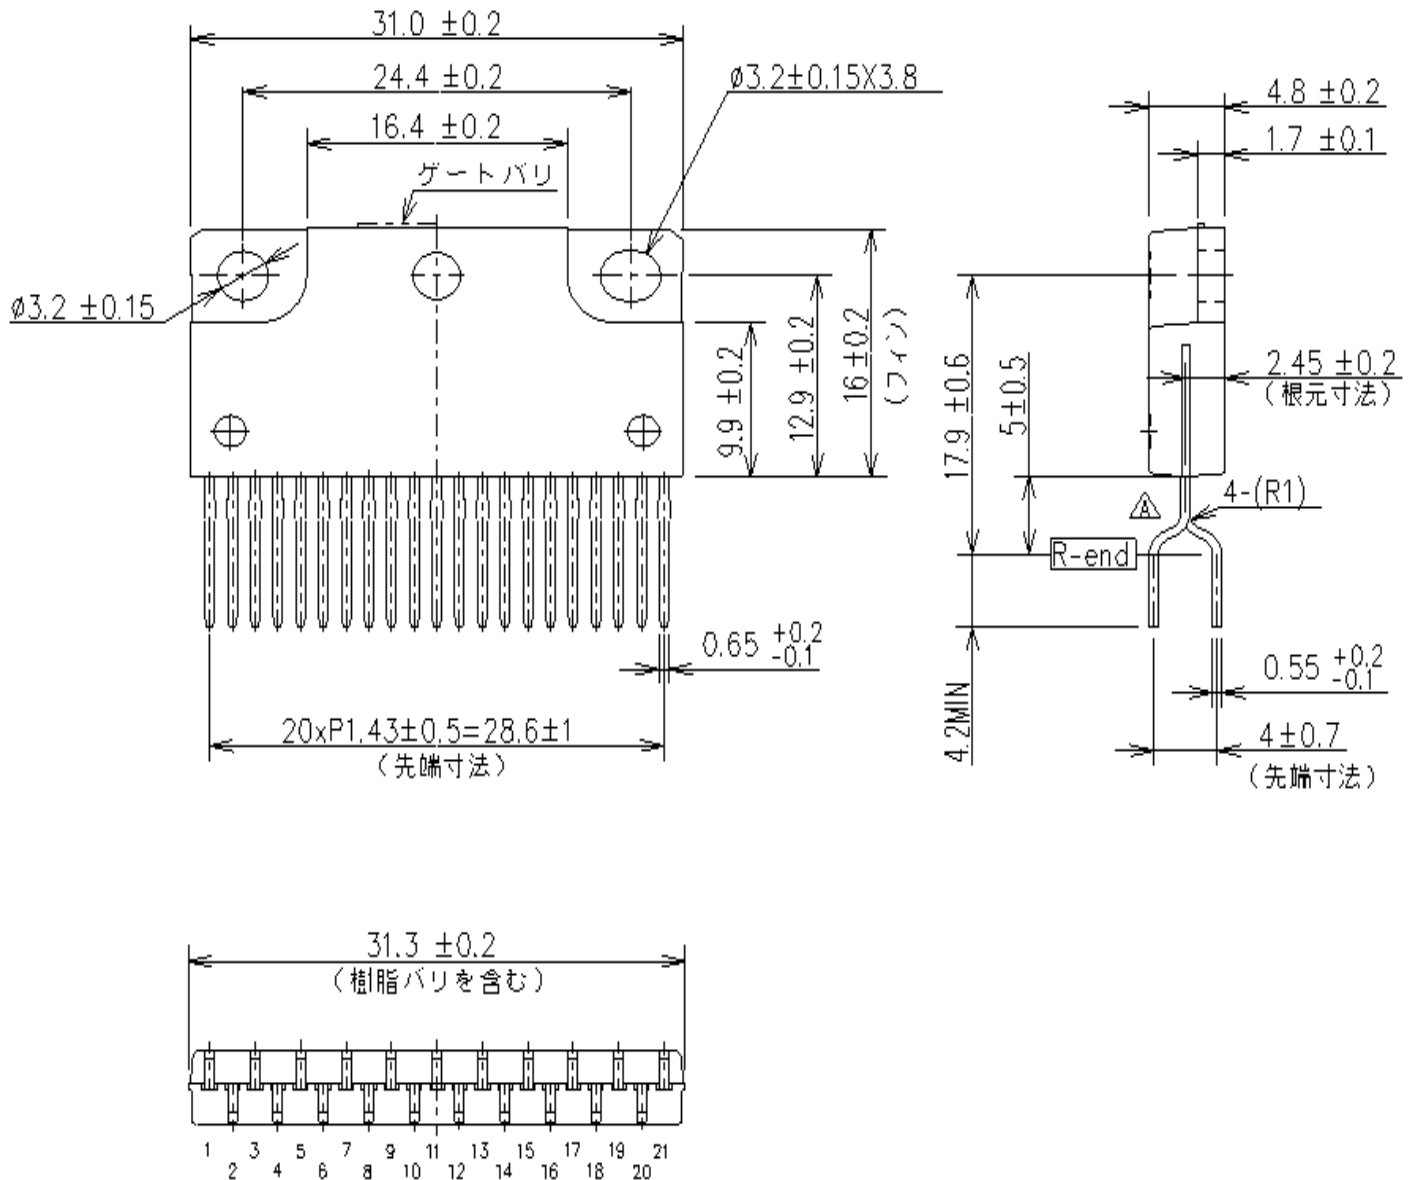 31.0 ±0.2
24.4 ±0.2
16.4 ±0.2
ゲートバリ
ø3.2±0.15X3.8
ø3.2 ±0.15
9.9 ±0.2
12.9 ±0.2
16±0.2
(フィン)
4.8 ±0.2
1.7 ±0.1
17.9 ±0.6
5±0.5
2.45 ±0.2
(根元寸法)
A
4-(R1)
R-end
4.2MIN
0.65 +0.2
-0.1
0.55 +0.2
-0.1
20xP1.43±0.5=28.6±1
(先端寸法)
4±0.7
(先端寸法)
31.3 ±0.2
(樹脂バリを含む)
1 3 5 7 9 11 13 15 17 19 21
2 4 6 8 10 12 14 16 18 20